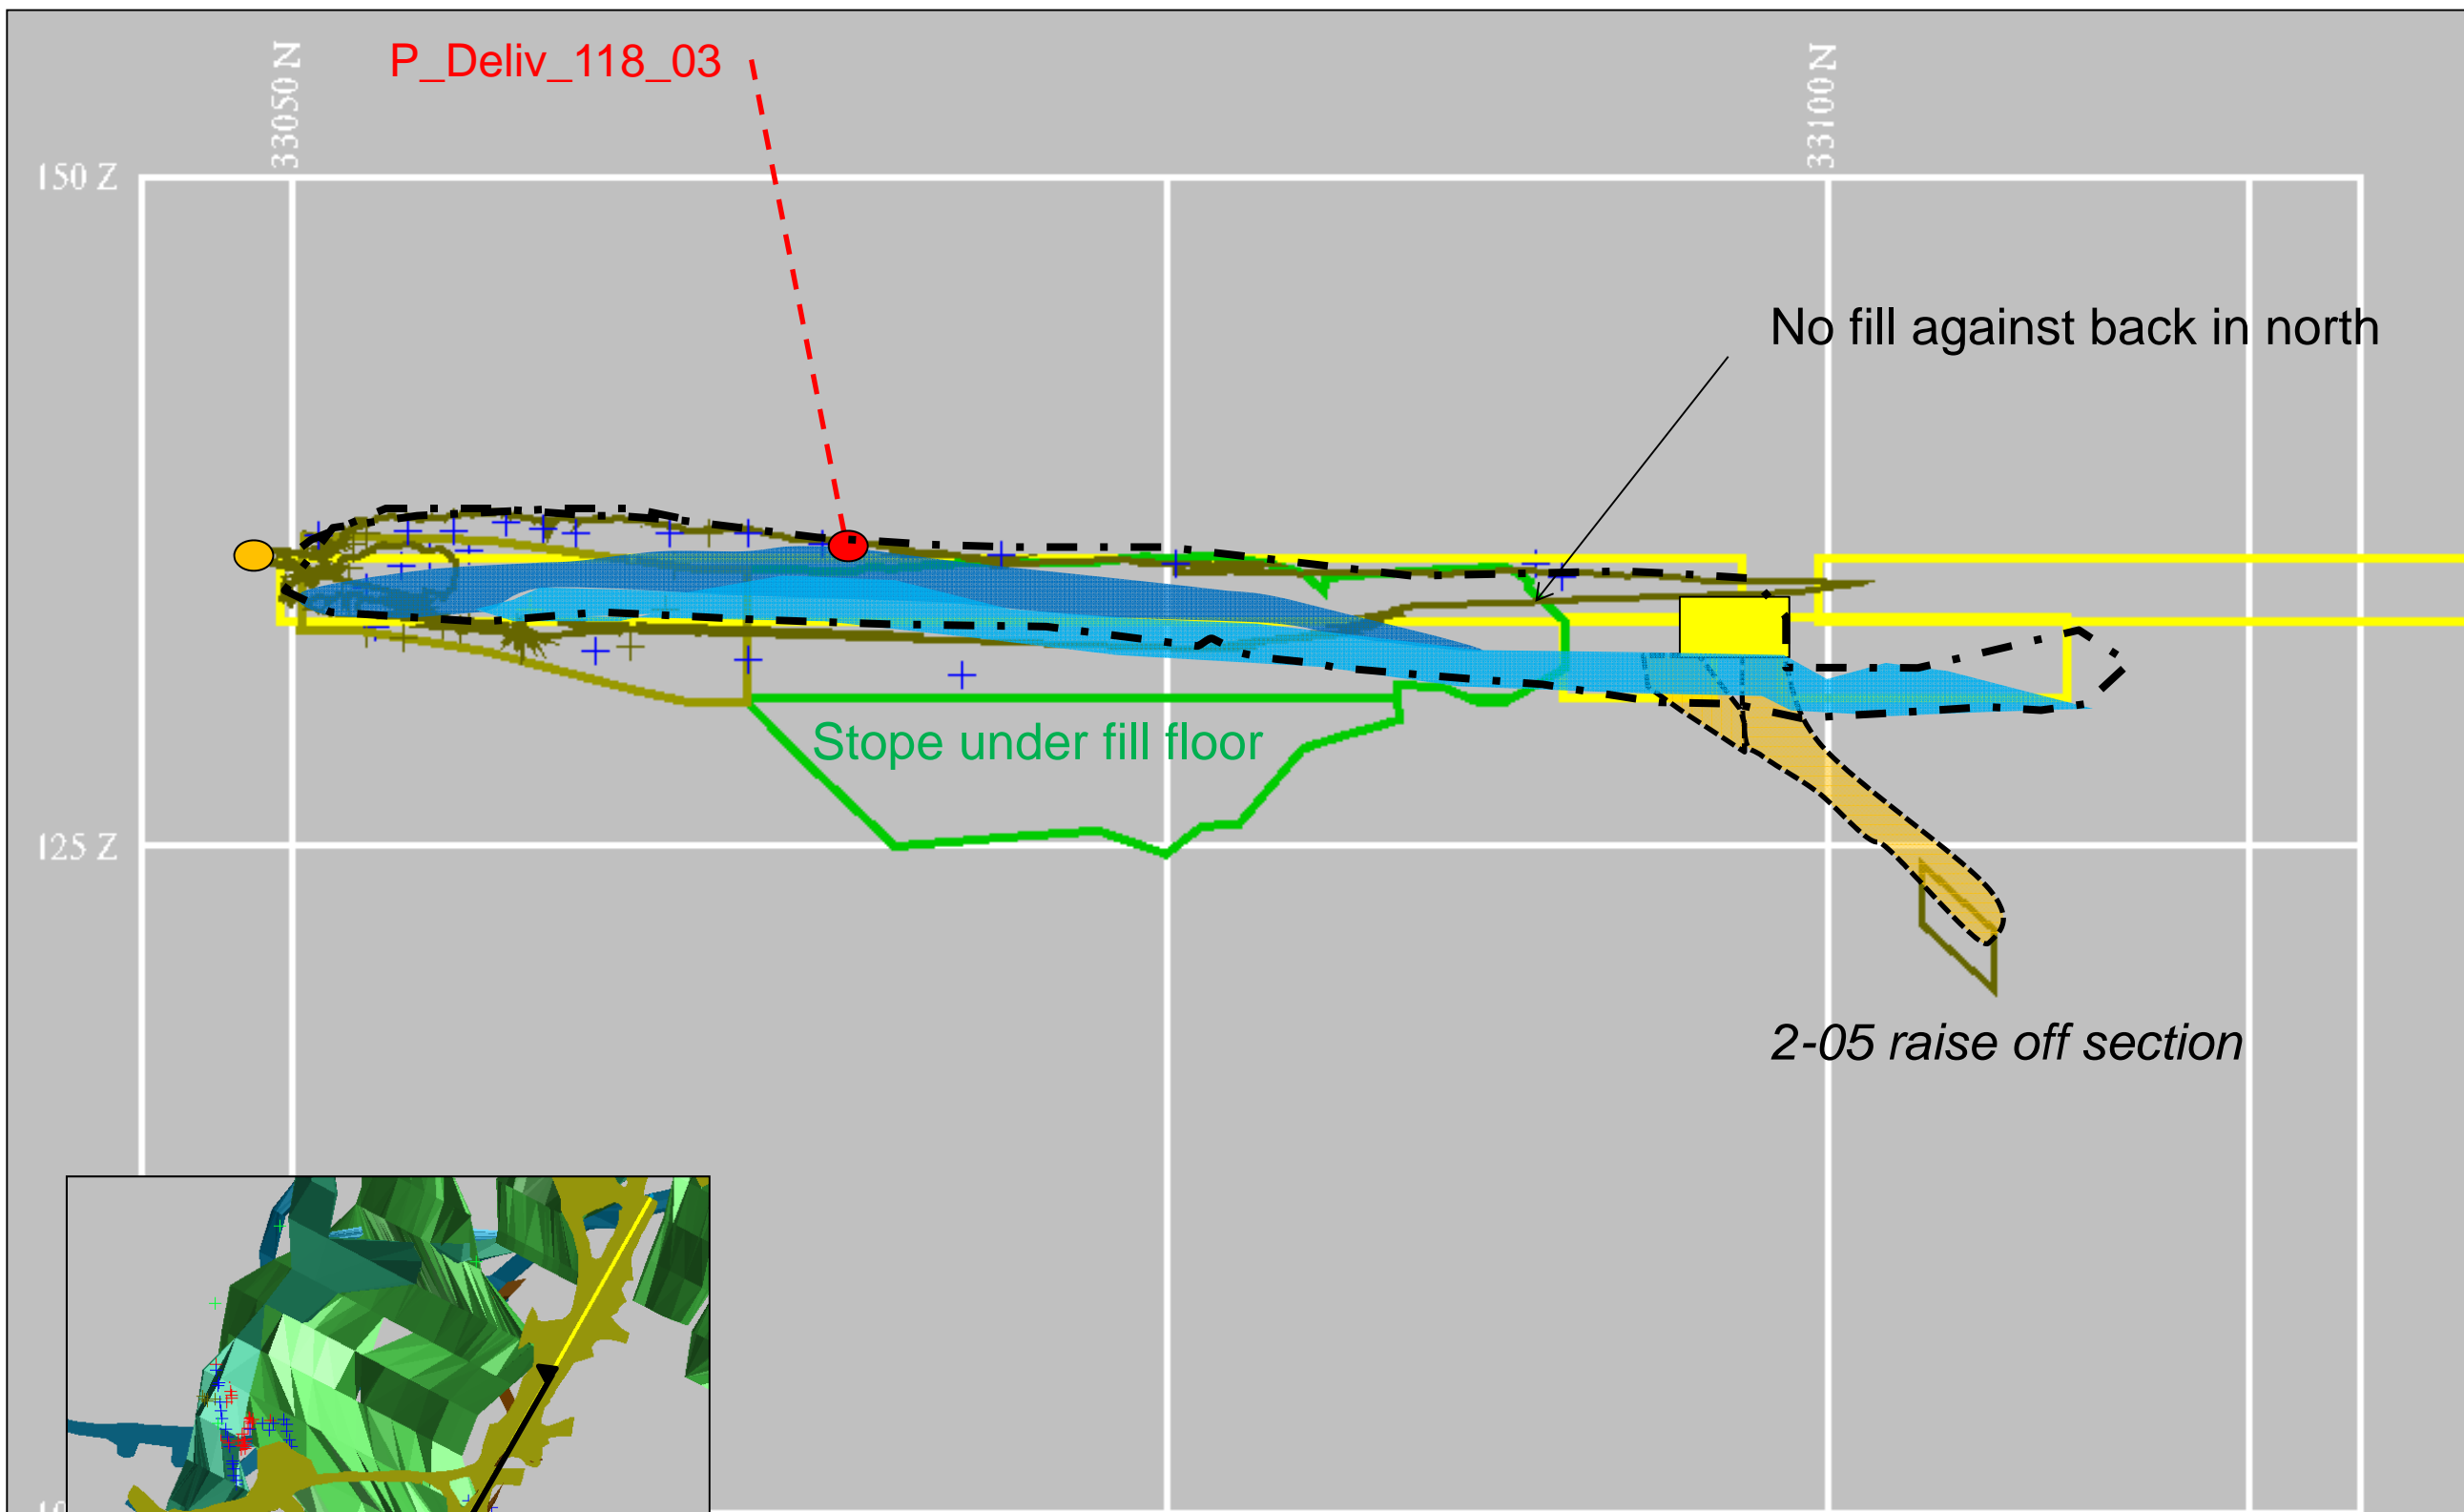 P_Deliv_118_03
33050 N
33100 N
150 Z
No fill against back in north
Stope under fill floor
125 Z
2-05 raise off section